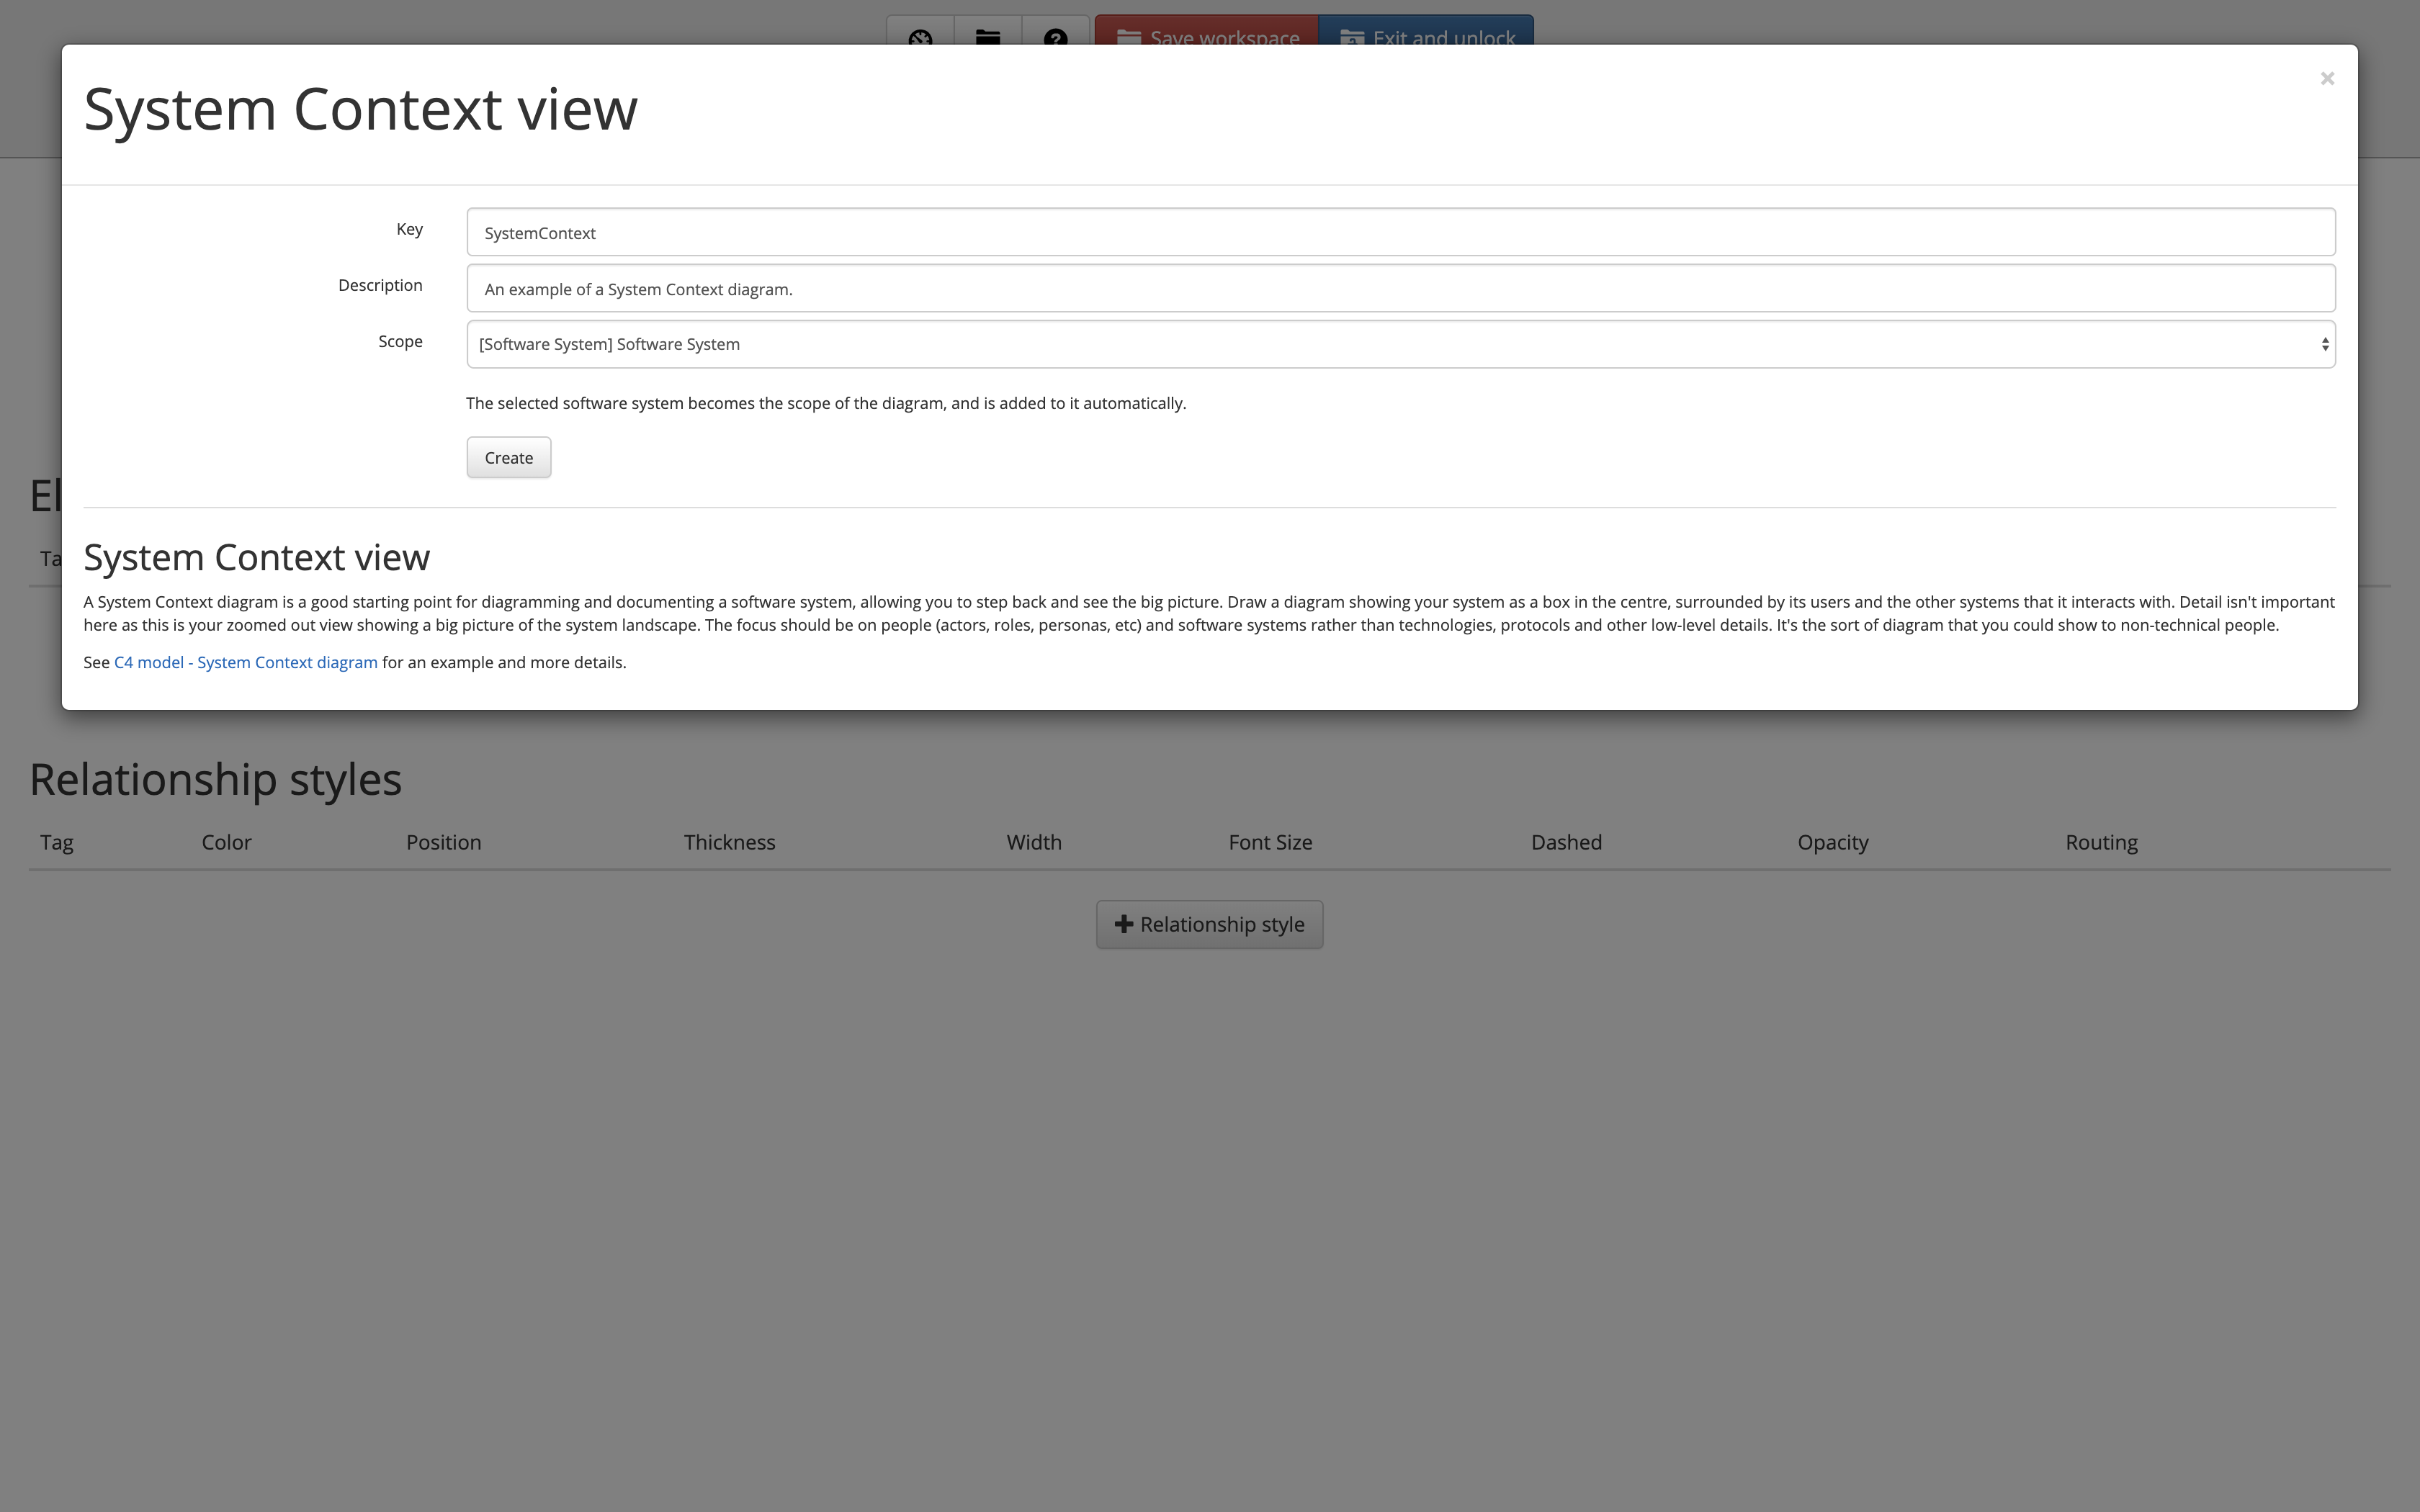 Save workspace
Exit and unlock
System Context view
×
Key
SystemContext
Description
An example of a System Context diagram.
Scope
[Software System] Software System
The selected software system becomes the scope of the diagram, and is added to it automatically.
Create
System Context view
A System Context diagram is a good starting point for diagramming and documenting a software system, allowing you to step back and see the big picture. Draw a diagram showing your system as a box in the centre, surrounded by its users and the other systems that it interacts with. Detail isn't important
here as this is your zoomed out view showing a big picture of the system landscape. The focus should be on people (actors, roles, personas, etc) and software systems rather than technologies, protocols and other low-level details. It's the sort of diagram that you could show to non-technical people.
See C4 model - System Context diagram for an example and more details.
Relationship styles
Tag Color Position Thickness Width Font Size Dashed Opacity Routing
Relationship style